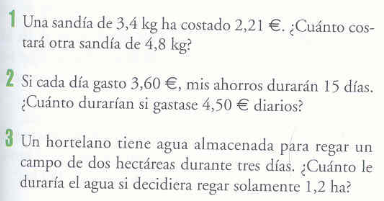 1 Una sandía de 3,4 kg ha costado 2,21 €. ¿Cuánto cos-
tará otra sandía de 4,8 kg?
2 Si cada día gasto 3,60 €, mis ahorros durarán 15 días.
¿Cuánto durarían si gastase 4,50 € diarios?
3 Un hortelano tiene agua almacenada para regar un
campo de dos hectáreas durante tres días. ¿Cuánto le
duraría el agua si decidiera regar solamente 1,2 ha?